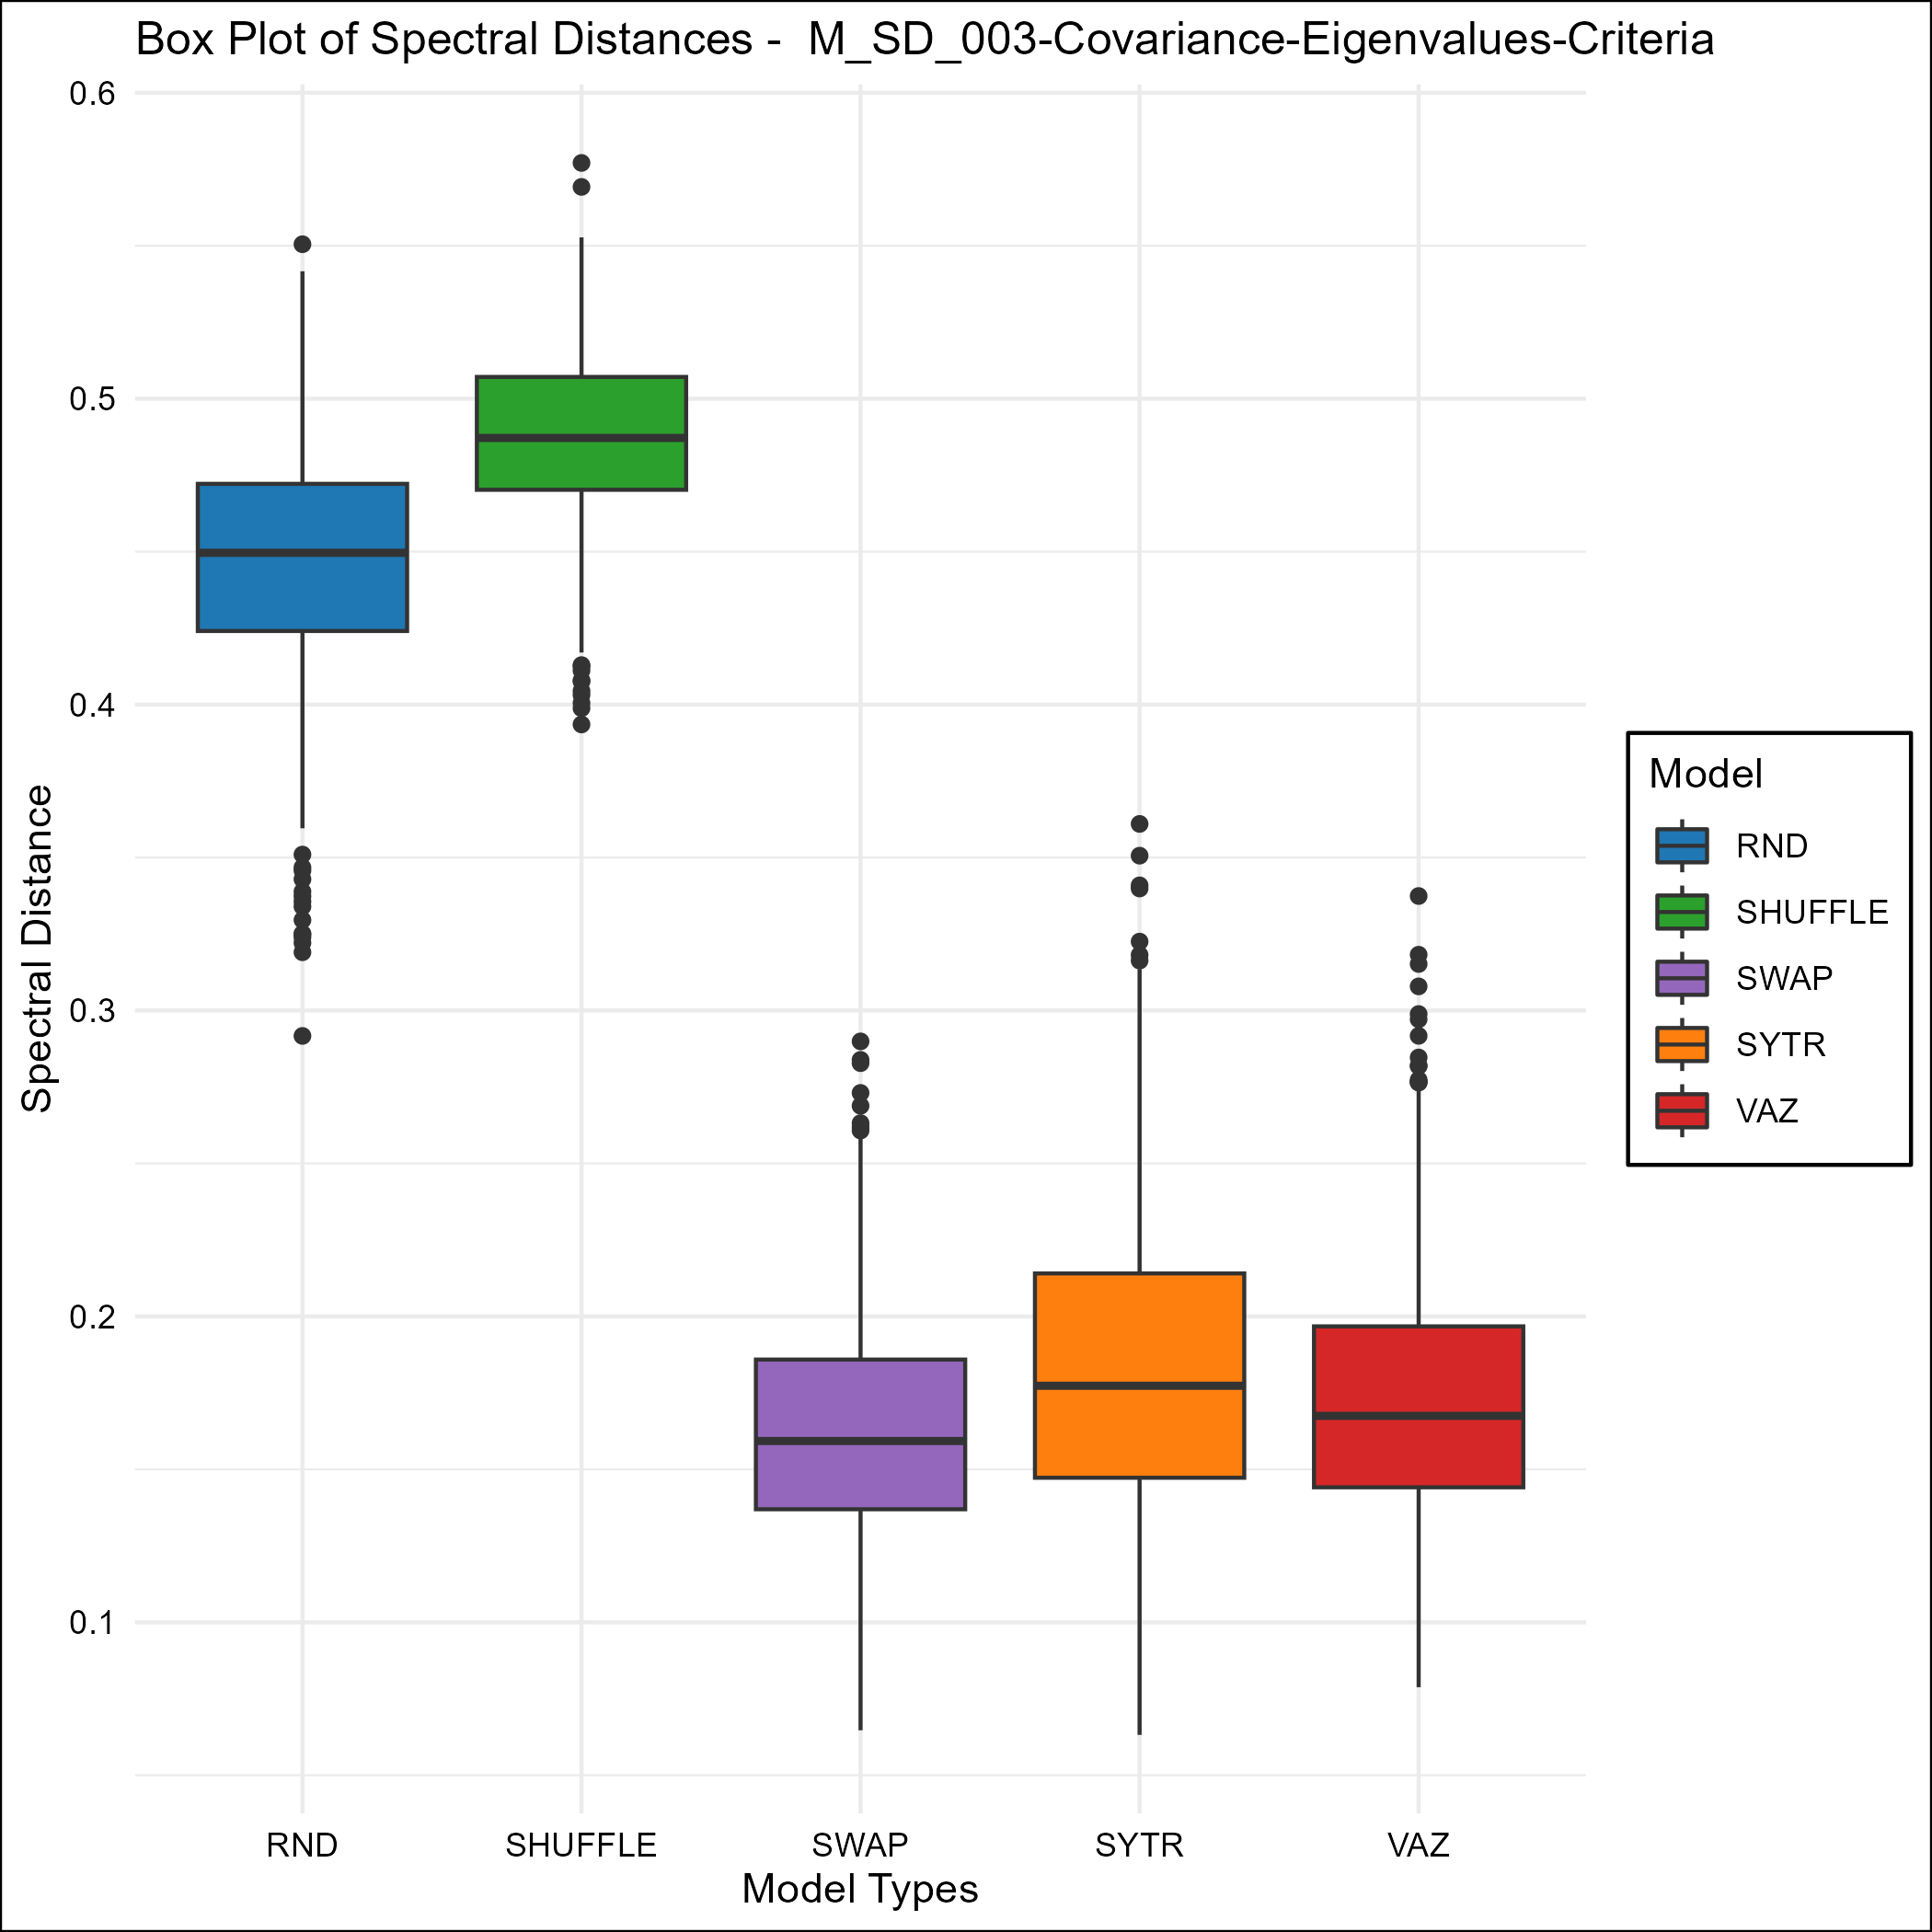 Box Plot of Spectral Distances -  M_SD_003-Covariance-Eigenvalues-Criteria
0.6
0.5
0.4
0.3
0.2
0.1
Spectral Distance
RND
SHUFFLE
SWAP
SYTR
VAZ
Model Types
Model
RND
SHUFFLE
SWAP
SYTR
VAZ